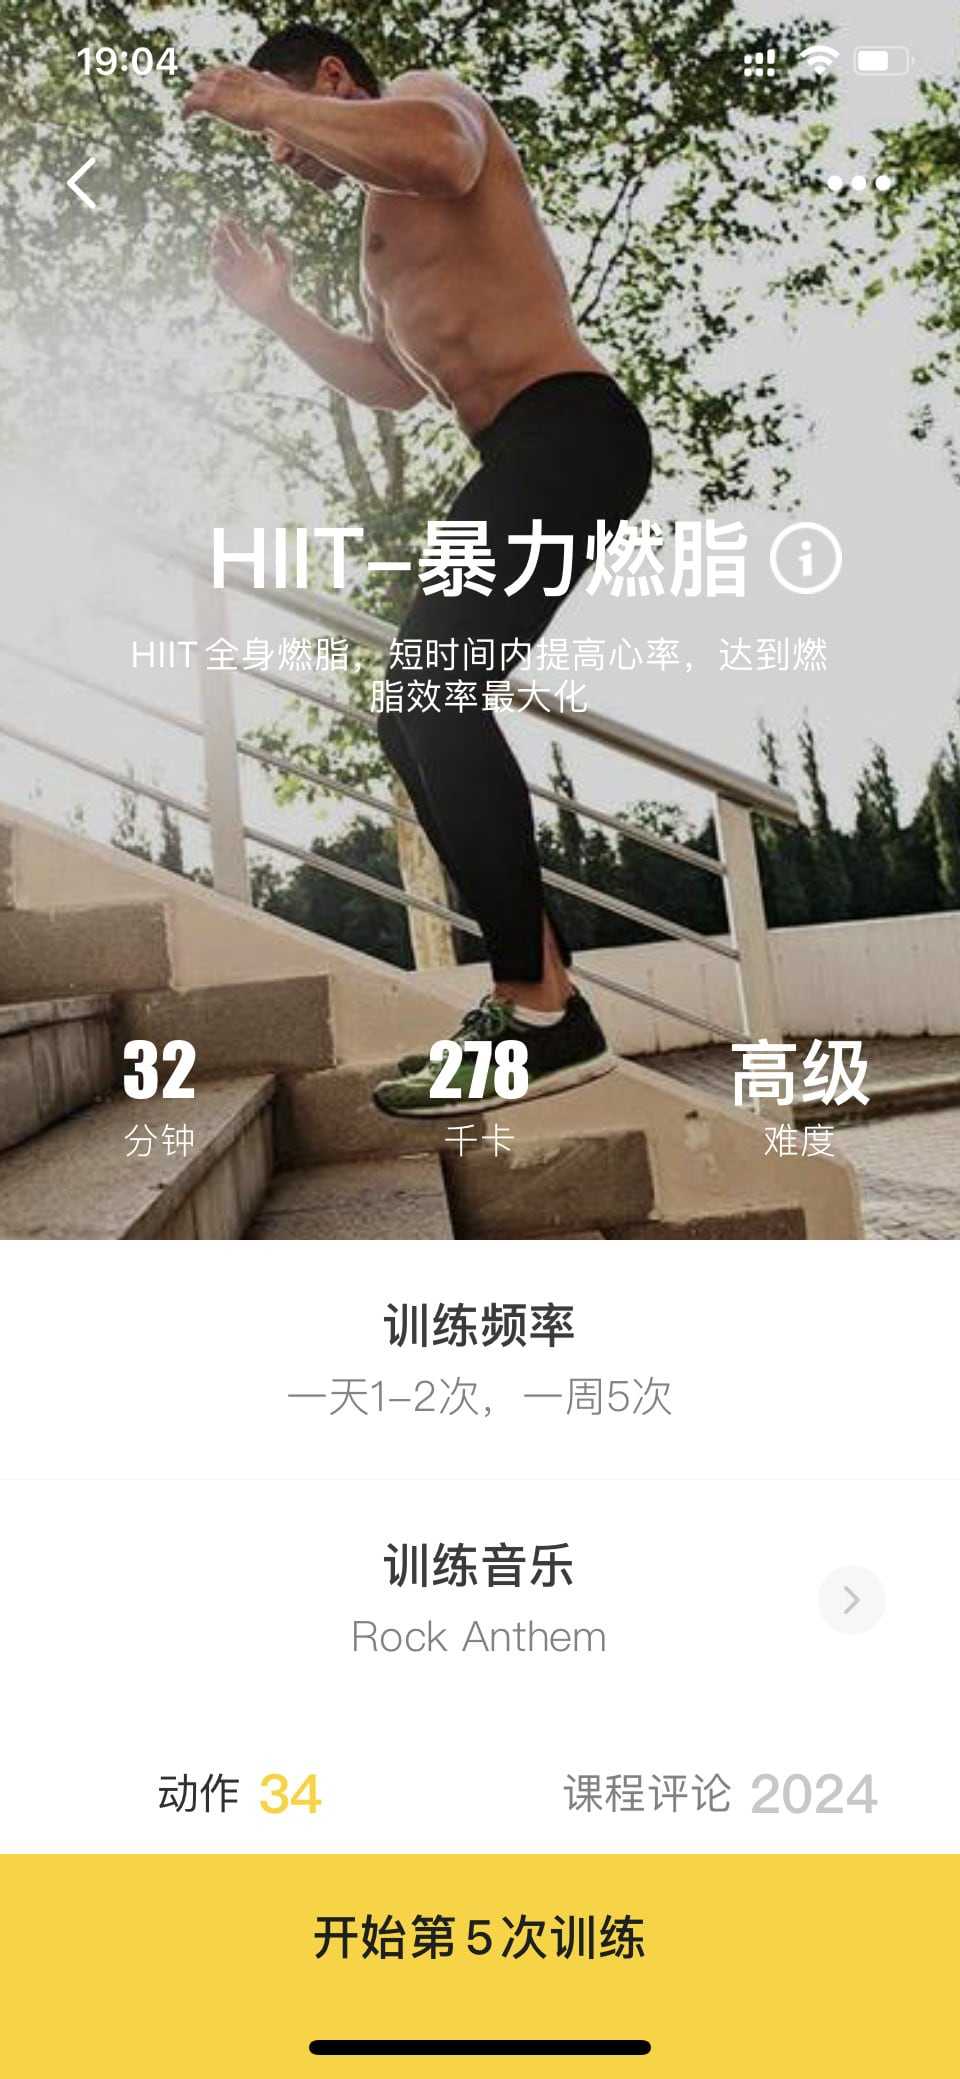 19:04
HIIT-暴力燃脂
HIIT 全身燃脂，短时间内提高心率，达到燃
脂效率最大化
32
278
高级
分钟
千卡
难度
训练频率
一天1-2次，一周5次
训练音乐
Rock Anthem
动作 34
课程评论 2024
开始第 5 次训练